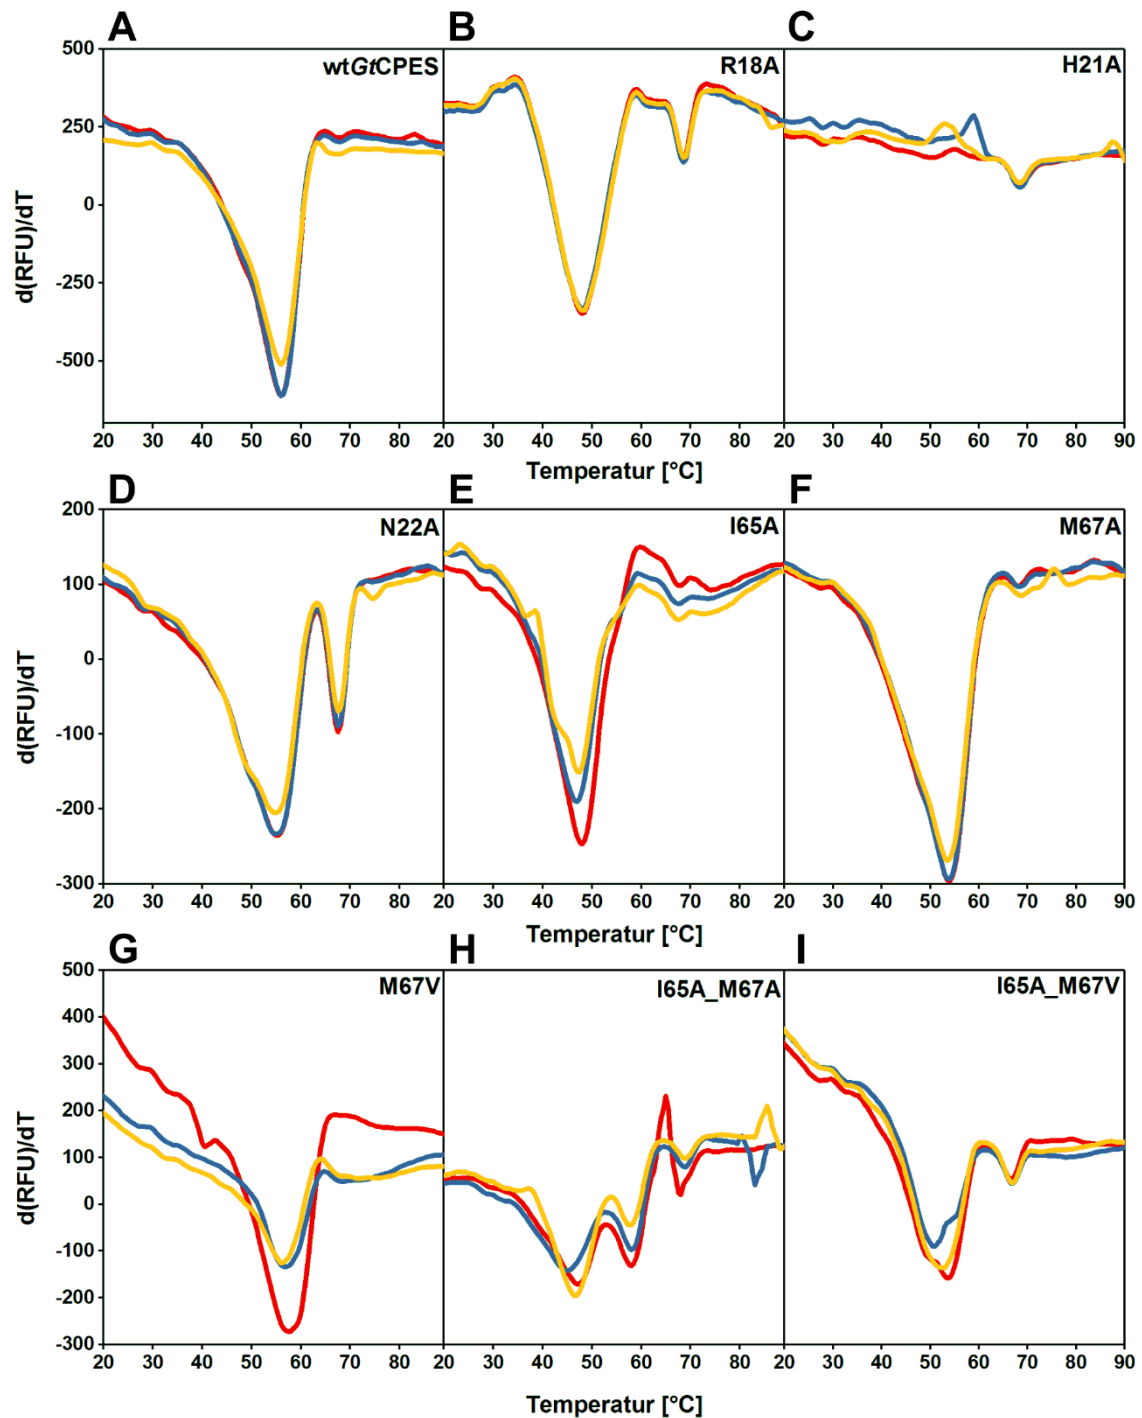 A B C
wtGtCPES R18A H21A
500
250
0
-250
-500
d(RFU)/dT
20 30 40 50 60 70 80 20 30 40 50 60 70 80 20 30 40 50 60 70 80 90
Temperatur [°C]
D E F
N22A I65A M67A
200
100
0
-100
-200
-300
d(RFU)/dT
20 30 40 50 60 70 80 20 30 40 50 60 70 80 20 30 40 50 60 70 80 90
Temperatur [°C]
G H I
M67V I65A_M67A I65A_M67V
500
400
300
200
100
0
-100
-200
-300
d(RFU)/dT
20 30 40 50 60 70 80 20 30 40 50 60 70 80 20 30 40 50 60 70 80 90
Temperatur [°C]